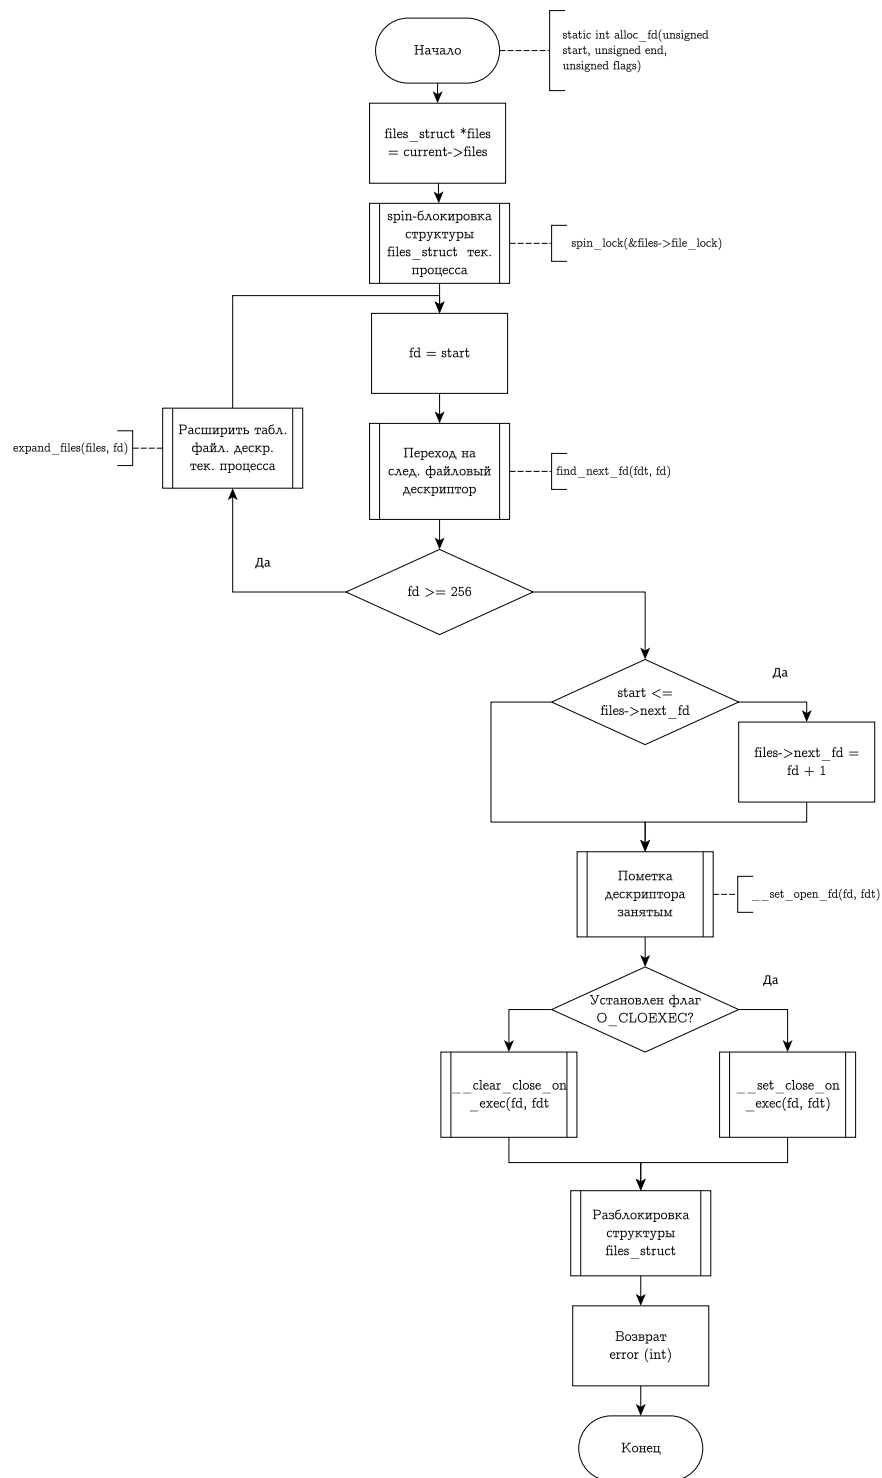 Начало
static int alloc_fd(unsigned
start, unsigned end,
unsigned flags)
files_struct *files
= current->files
spin-блокировка
структуры
files_struct тек.
процесса
spin_lock(&files->file_lock)
fd = start
expand_files(files, fd)
Расширить табл.
файл. дескр.
тек. процесса
Переход на
след. файловый
дескриптор
find_next_fd(fdt, fd)
Да
fd >= 256
Да
start <=
files->next_fd
files->next_fd =
fd + 1
Пометка
дескриптора
занятым
__set_open_fd(fd, fdt)
Да
Установлен флаг
O_CLOEXEC?
__clear_close_on
_exec(fd, fdt
__set_close_on
_exec(fd, fdt)
Разблокировка
структуры
files_struct
Возврат
error (int)
Конец